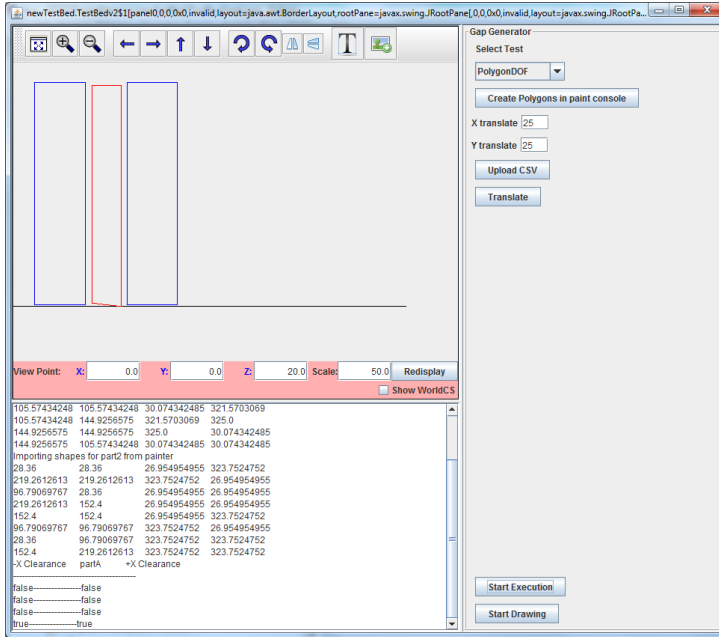 newTestBed.TestBedv2$1[panel0,0,0,0x0,invalid,layout=java.awt.BorderLayout,rootPane=javax.swing.JRootPane[,0,0,0x0,invalid,layout=javax.swing.JRootPa...
T
View Point: X: 0.0 Y: 0.0 Z: 20.0 Scale: 50.0 Redisplay
Show WorldCS
105.57434248 105.57434248 30.074342485 321.5703069
105.57434248 144.9256575 321.5703069 325.0
144.9256575 144.9256575 325.0 30.074342485
144.9256575 105.57434248 30.074342485 30.074342485
Importing shapes for part2 from painter
28.36 28.36 26.954954955 323.7524752
219.2612613 219.2612613 323.7524752 26.954954955
96.79069767 28.36 26.954954955 26.954954955
219.2612613 152.4 26.954954955 26.954954955
152.4 152.4 26.954954955 323.7524752
96.79069767 96.79069767 323.7524752 26.954954955
28.36 96.79069767 323.7524752 323.7524752
152.4 219.2612613 323.7524752 323.7524752
-X Clearance partA +X Clearance
-----------------------------------------
false----------------false
false----------------false
false----------------false
true----------------true
Gap Generator
Select Test
PolygonDOF
Create Polygons in paint console
X translate 25
Y translate 25
Upload CSV
Translate
Start Execution
Start Drawing